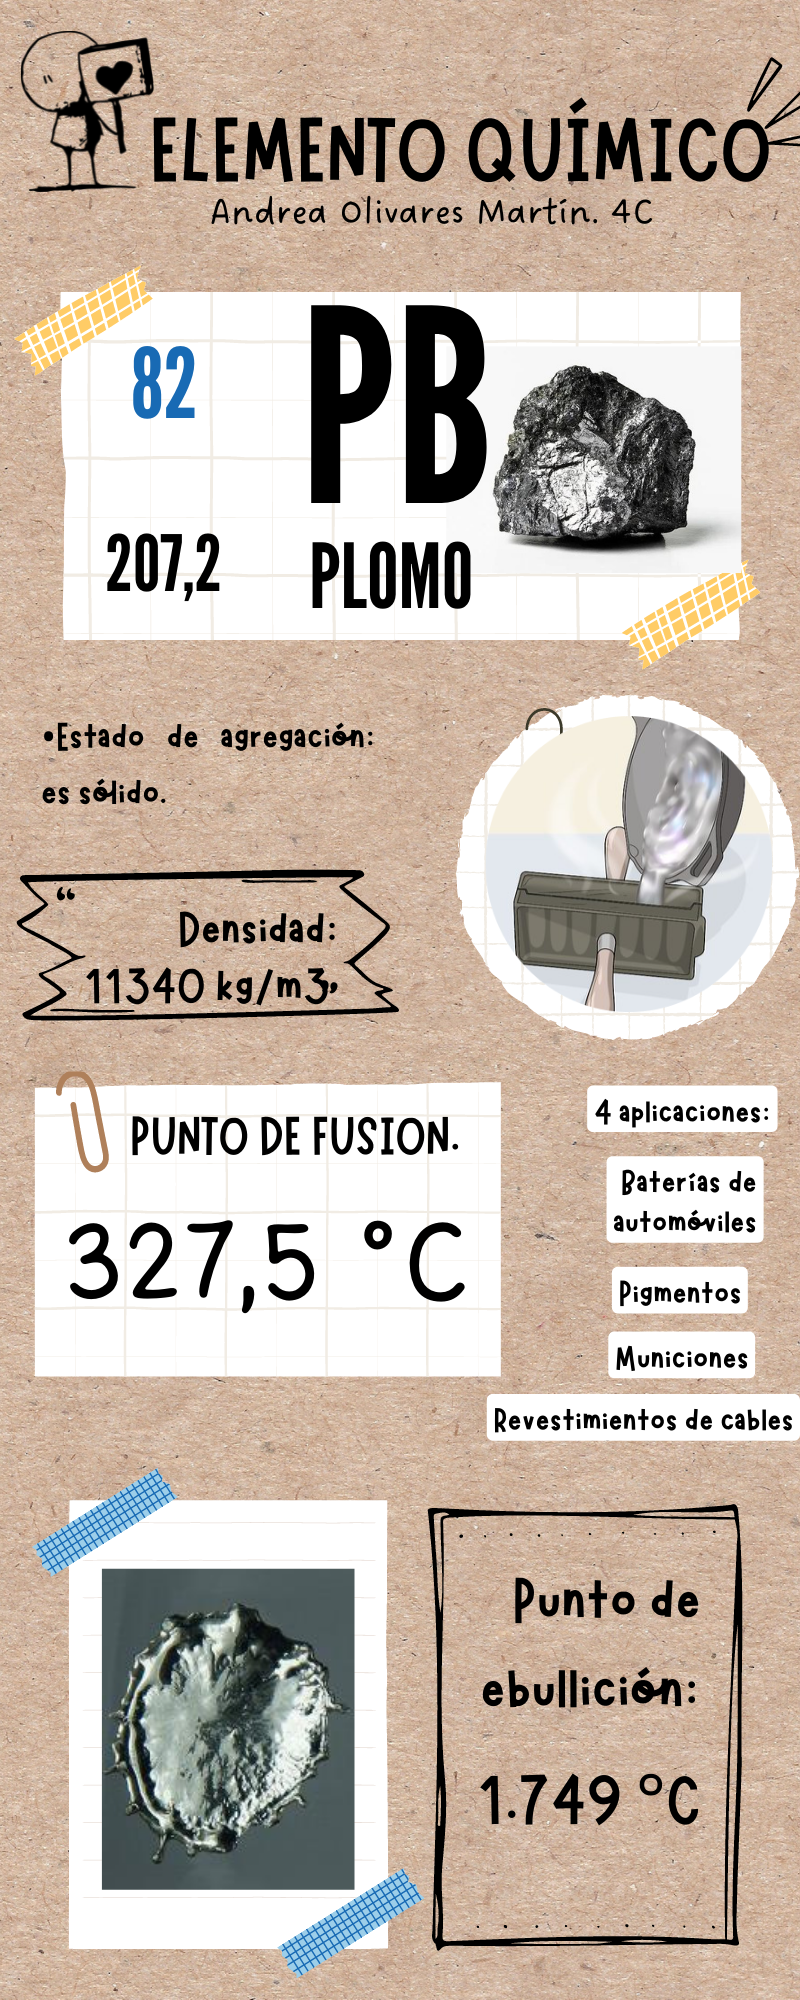 ELEMENTO QUÍMICO
Andrea Olivares Martín. 4C
82
PB
207,2
PLOMO
•Estado de agregación:
es sólido.
“
Densidad:
11340 kg/m3”
PUNTO DE FUSION.
327,5 °C
4 aplicaciones:
Baterías de
automóviles
Pigmentos
Municiones
Revestimientos de cables
Punto de
ebullición:
1.749 °C